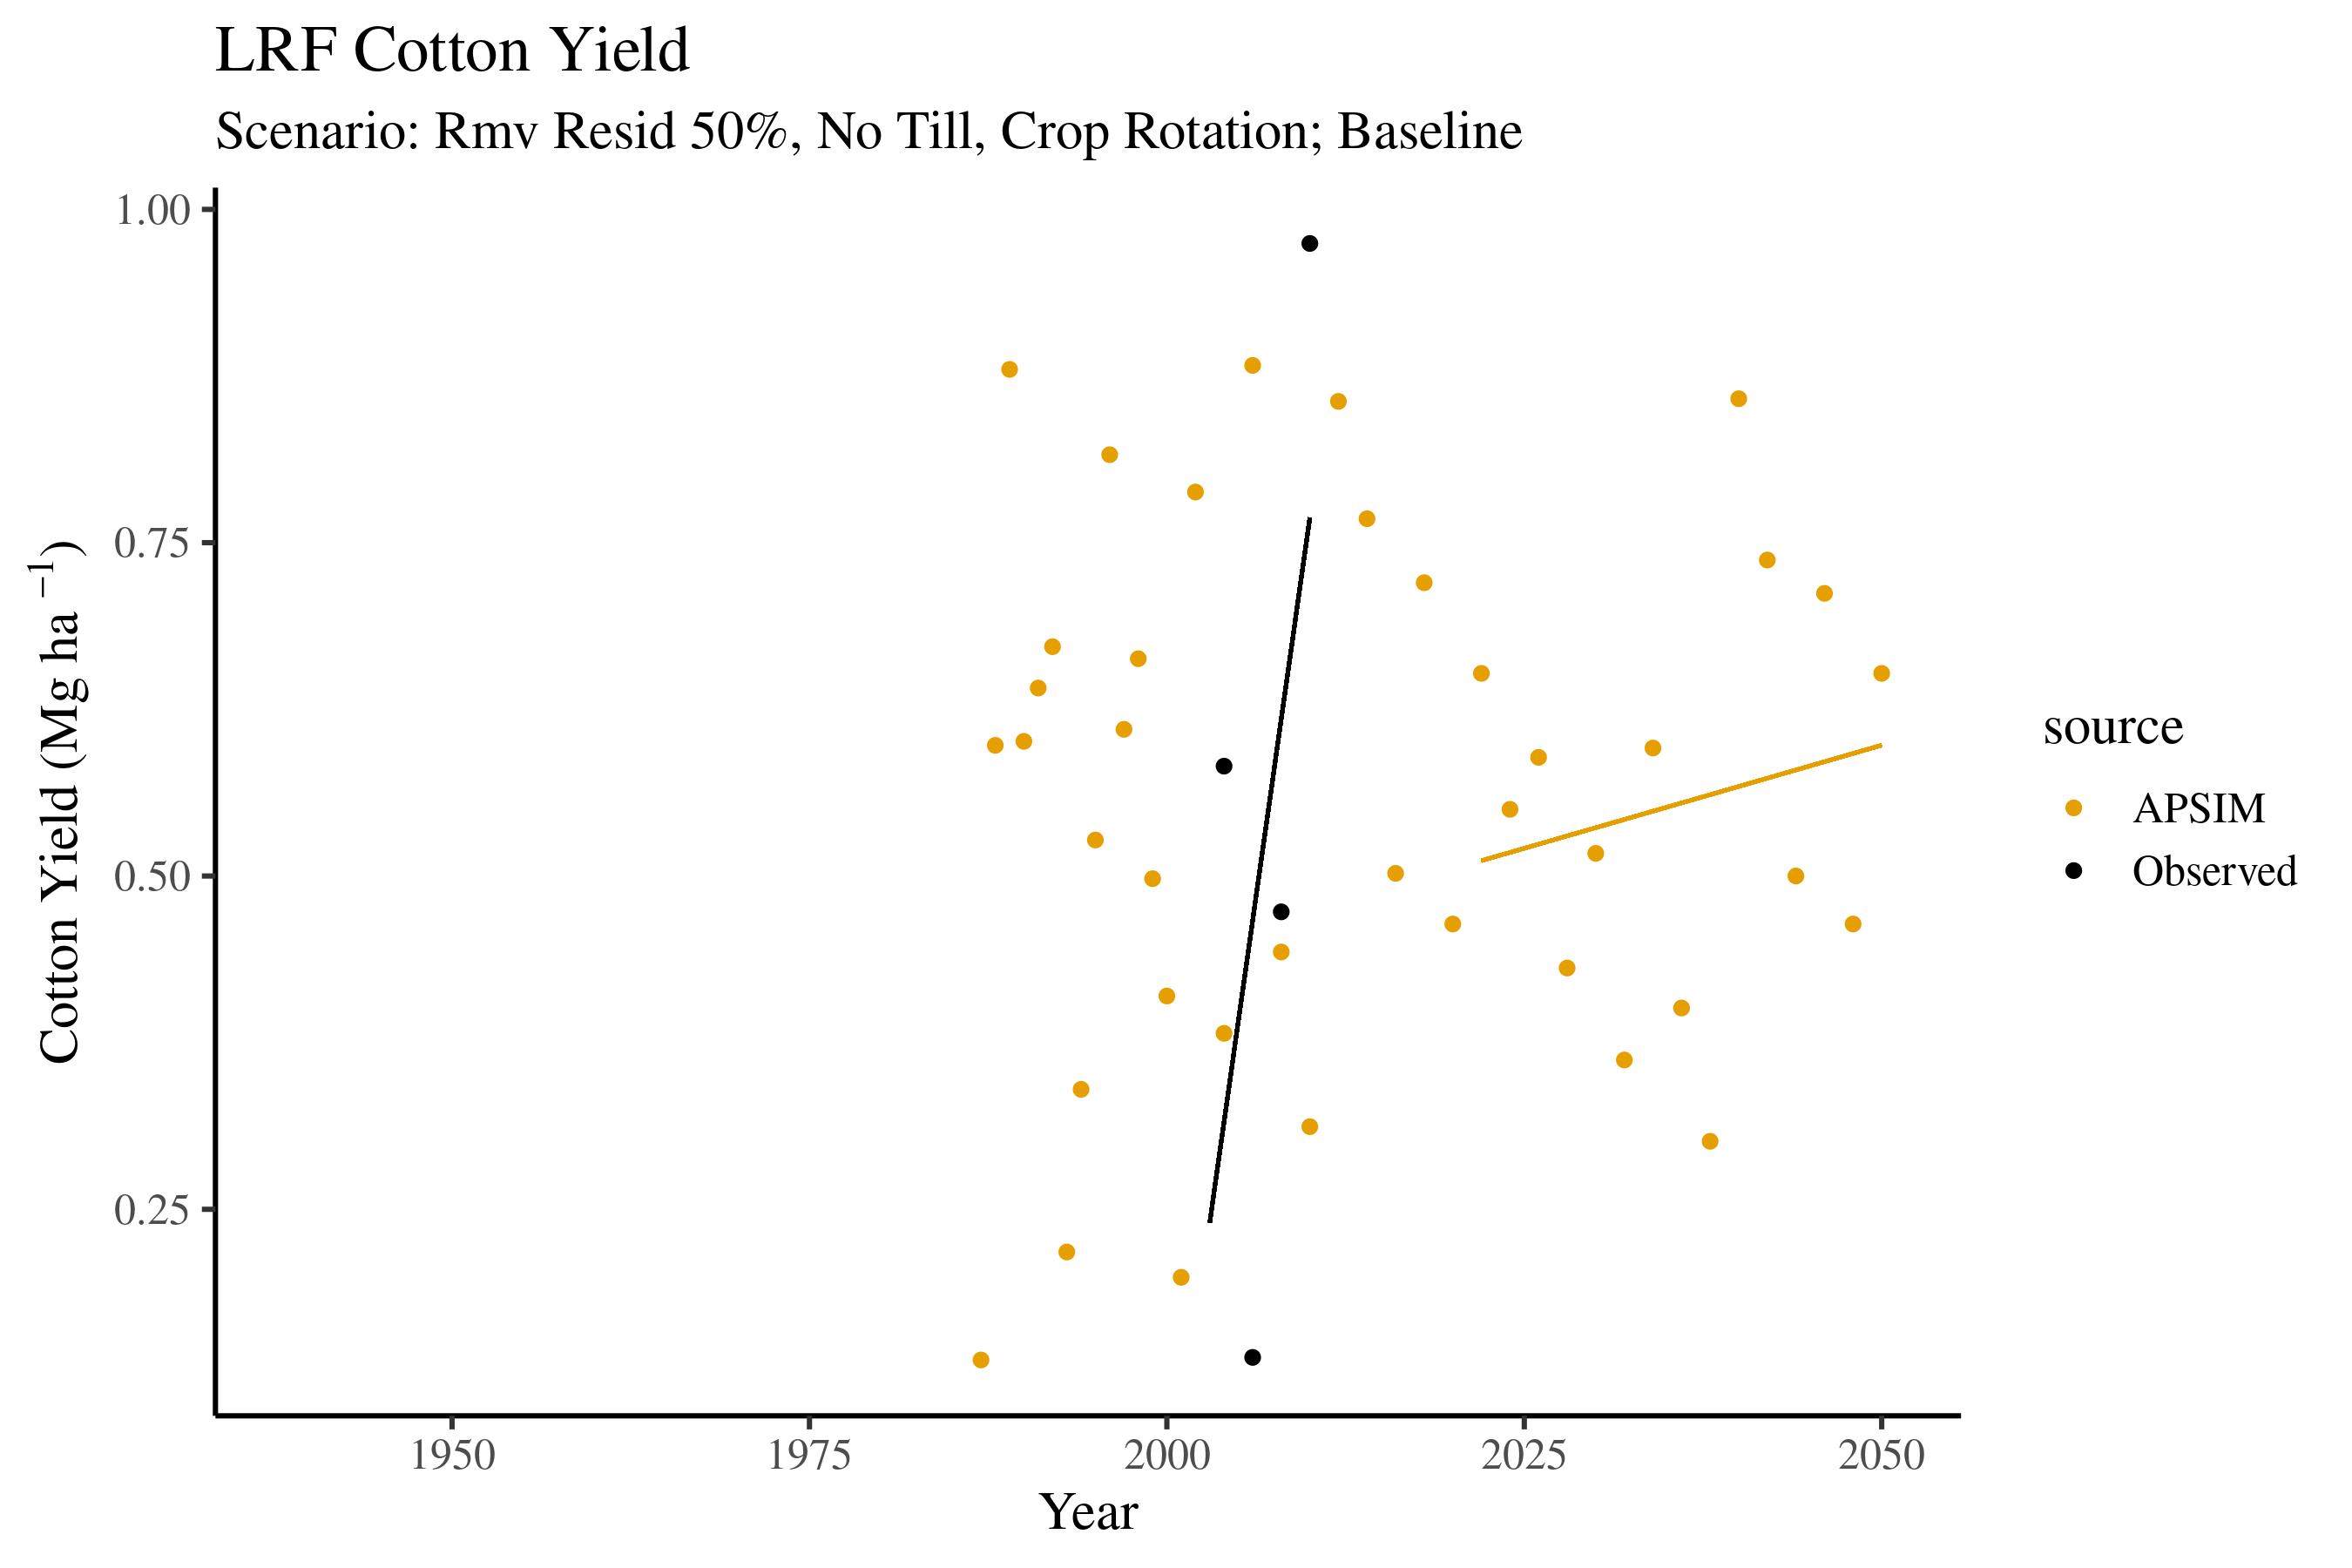 LRF Cotton Yield
Scenario: Rmv Resid 50%, No Till, Crop Rotation; Baseline
Cotton Yield (Mg ha⁻¹)
1.00
0.75
0.50
0.25
1950 1975 2000 2025 2050
Year
source
APSIM
Observed